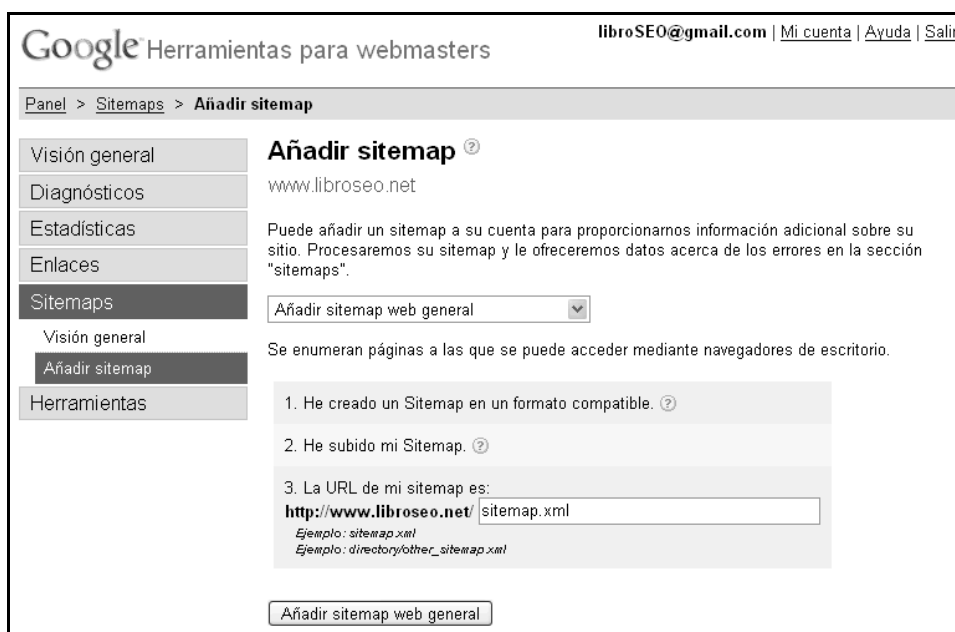 Google Herramientas para webmasters
libroSEO@gmail.com | Mi cuenta | Ayuda | Salir
Panel > Sitemaps > Añadir sitemap
Visión general
Diagnósticos
Estadísticas
Enlaces
Sitemaps
Visión general
Añadir sitemap
Herramientas
Añadir sitemap ?
www.libroseo.net
Puede añadir un sitemap a su cuenta para proporcionarnos información adicional sobre su
sitio. Procesaremos su sitemap y le ofreceremos datos acerca de los errores en la sección
"sitemaps".
Añadir sitemap web general
Se enumeran páginas a las que se puede acceder mediante navegadores de escritorio.
1. He creado un Sitemap en un formato compatible. ?
2. He subido mi Sitemap. ?
3. La URL de mi sitemap es:
http://www.libroseo.net/ sitemap.xml
Ejemplo: sitemap.xml
Ejemplo: directory/other_sitemap.xml
Añadir sitemap web general